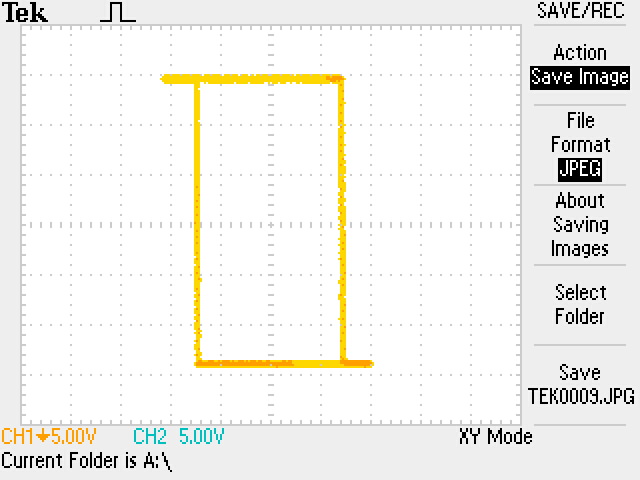 Tek
SAVE/REC
Action
Save Image
File
Format
JPEG
About
Saving
Images
Select
Folder
Save
TEK0009.JPG
CH1 5.00V CH2 5.00V XY Mode
Current Folder is A:\